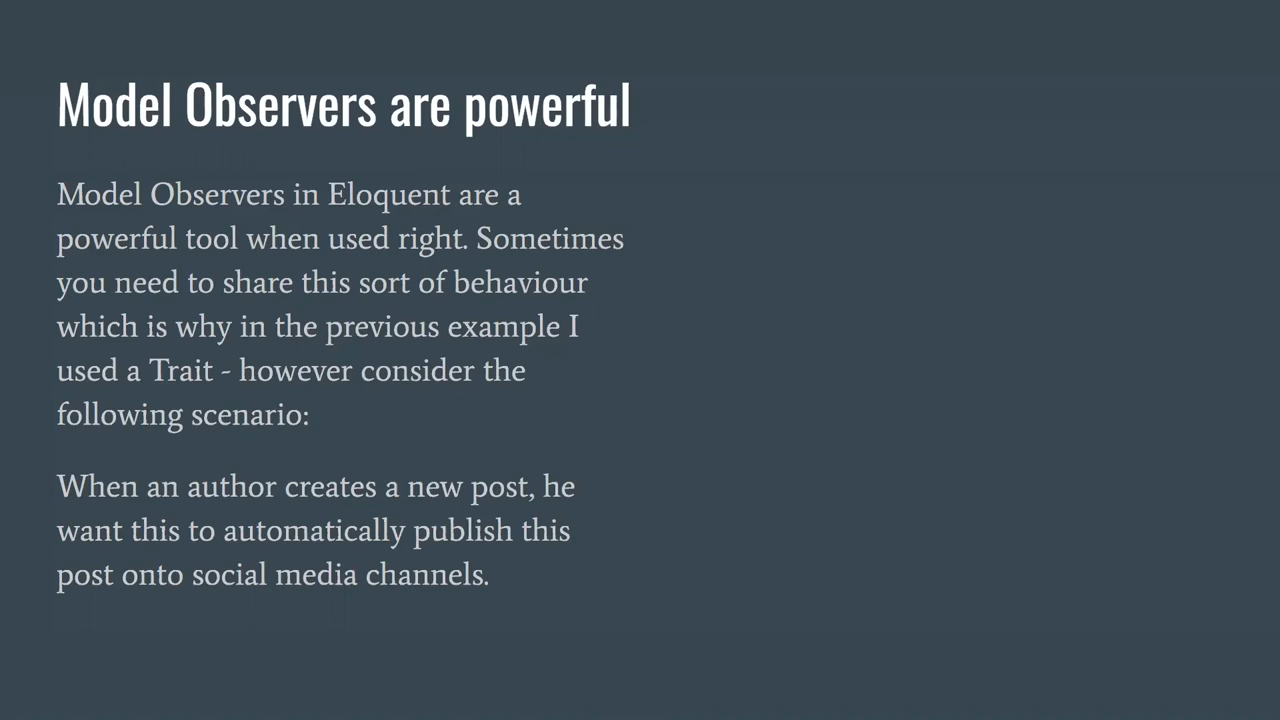 Model Observers are powerful
Model Observers in Eloquent are a
powerful tool when used right. Sometimes
you need to share this sort of behaviour
which is why in the previous example I
used a Trait - however consider the
following scenario:
When an author creates a new post, he
want this to automatically publish this
post onto social media channels.